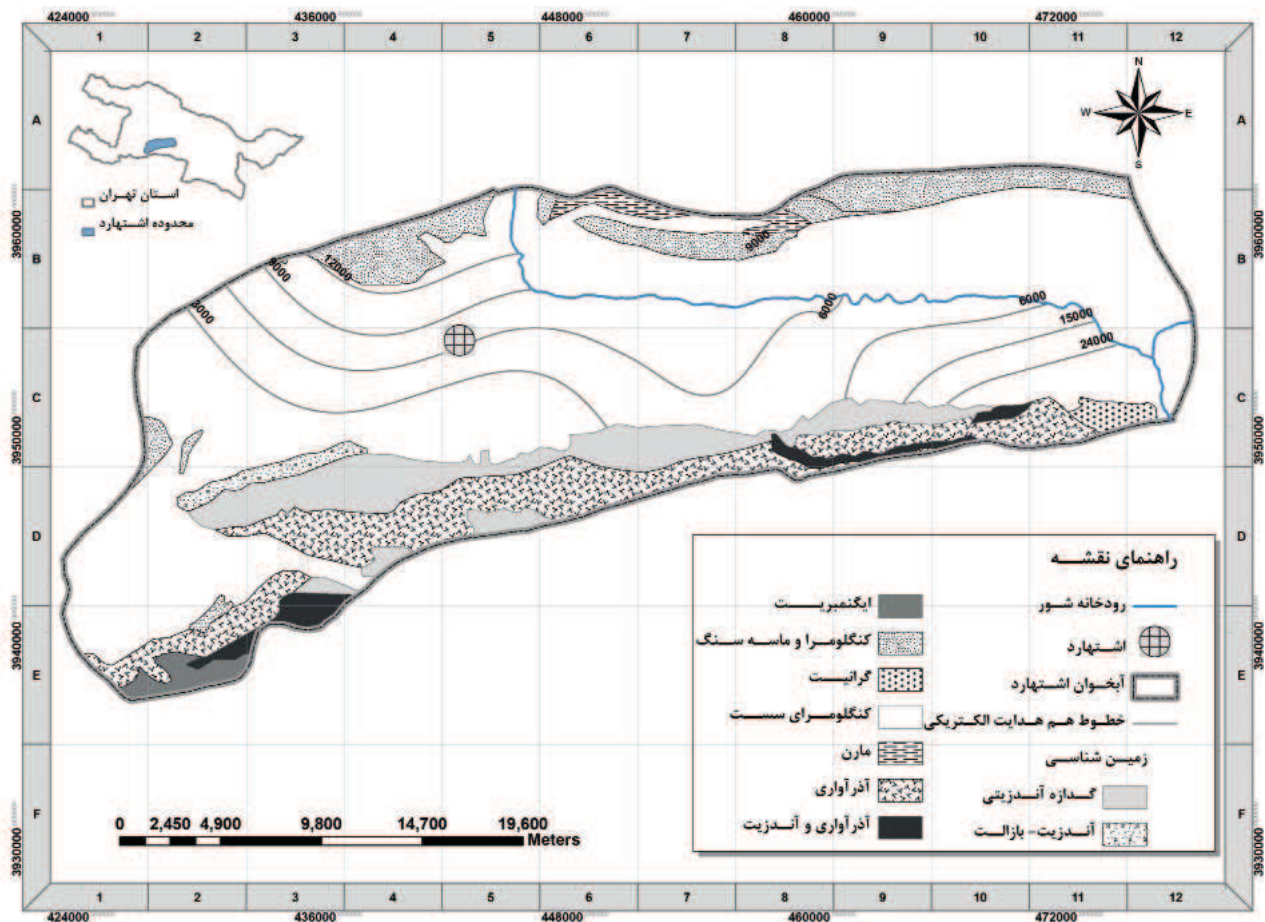 424000 436000 448000 460000 472000
1 2 3 4 5 6 7 8 9 10 11 12
A A
B B
C C
D D
E E
F F
3960000 3960000
3950000 3950000
3940000 3940000
3930000 3930000
N
W E
S
استان تهران
محدوده اشتهارد
9000
12000
9000
3000
6000
6000
15000
24000
راهنمای نقشه
رودخانه شور
اشتهارد
آبخوان اشتهارد
خطوط هم هدایت الکتریکی
زمین شناسی
گدازه آندزیتی
آندزیت- بازالت
ایگنمبریت
کنگلومرا و ماسه سنگ
گرانیت
کنگلومرای سست
مارن
آذرآواری
آذرآواری و آندزیت
0 2,450 4,900 9,800 14,700 19,600
Meters
1 2 3 4 5 6 7 8 9 10 11 12
424000 436000 448000 460000 472000